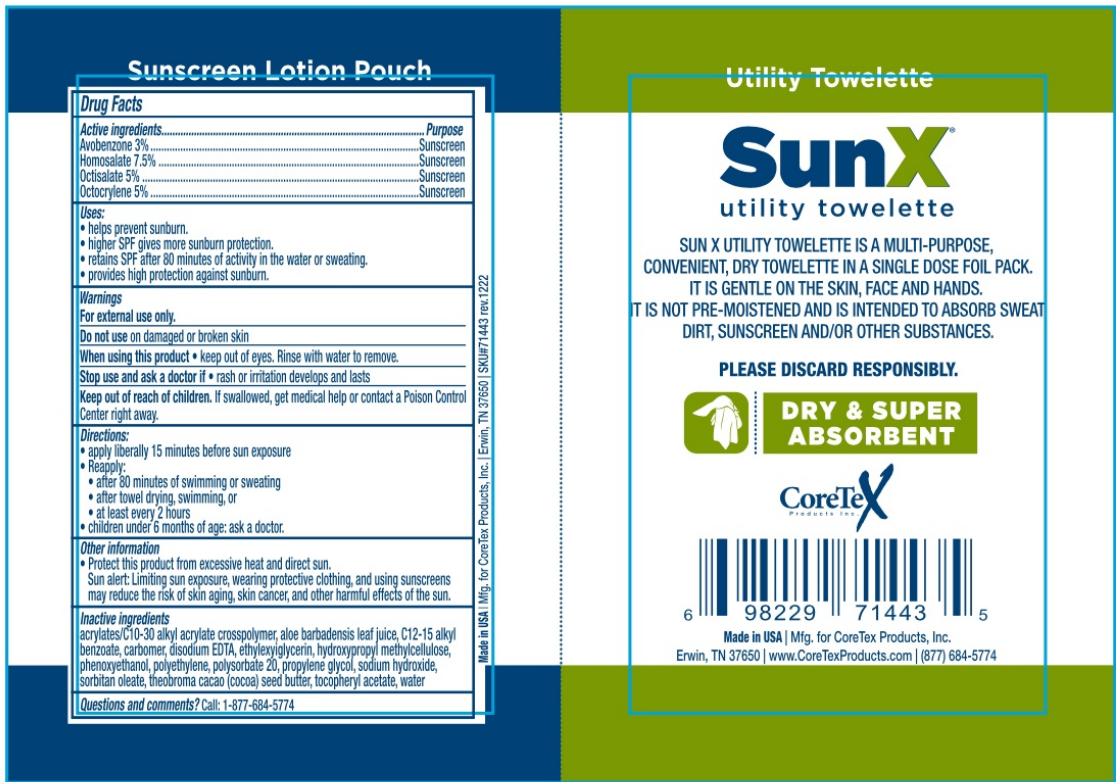 Sunscreen Lotion Pouch
Drug Facts
Active ingredients........Purpose
Avobenzone 3%........Sunscreen
Homosalate 7.5%........Sunscreen
Octisalate 5%........Sunscreen
Octocrylene 5%........Sunscreen
Uses:
• helps prevent sunburn.
• higher SPF gives more sunburn protection.
• retains SPF after 80 minutes of activity in the water or sweating.
• provides high protection against sunburn.
Warnings
For external use only.
Do not use on damaged or broken skin
When using this product • keep out of eyes. Rinse with water to remove.
Stop use and ask a doctor if • rash or irritation develops and lasts
Keep out of reach of children. If swallowed, get medical help or contact a Poison Control
Center right away.
Directions:
• apply liberally 15 minutes before sun exposure
• Reapply:
• after 80 minutes of swimming or sweating
• after towel drying, swimming, or
• at least every 2 hours
• children under 6 months of age: ask a doctor.
Other information
• Protect this product from excessive heat and direct sun.
Sun alert: Limiting sun exposure, wearing protective clothing, and using sunscreens
may reduce the risk of skin aging, skin cancer, and other harmful effects of the sun.
Inactive ingredients
acrylates/C10-30 alkyl acrylate crosspolymer, aloe barbadensis leaf juice, C12-15 alkyl
benzoate, carbomer, disodium EDTA, ethylexyiglycerin, hydroxypropyl methylcellulose,
phenoxyethanol, polyethylene, polysorbate 20, propylene glycol, sodium hydroxide,
sorbitan oleate, theobroma cacao (cocoa) seed butter, tocopheryl acetate, water
Questions and comments? Call: 1-877-684-5774
Made in USA | Mfg. for CoreTex Products, Inc. | Erwin, TN 37650 | SKU#71443 rev.1222
Utility Towelette
SunX®
utility towelette
SUN X UTILITY TOWELETTE IS A MULTI-PURPOSE,
CONVENIENT, DRY TOWELETTE IN A SINGLE DOSE FOIL PACK.
IT IS GENTLE ON THE SKIN, FACE AND HANDS.
IT IS NOT PRE-MOISTENED AND IS INTENDED TO ABSORB SWEAT
DIRT, SUNSCREEN AND/OR OTHER SUBSTANCES.
PLEASE DISCARD RESPONSIBLY.
DRY & SUPER
ABSORBENT
CoreTeX
Products Inc.
6 98229 71443 5
Made in USA | Mfg. for CoreTex Products, Inc.
Erwin, TN 37650 | www.CoreTexProducts.com | (877) 684-5774